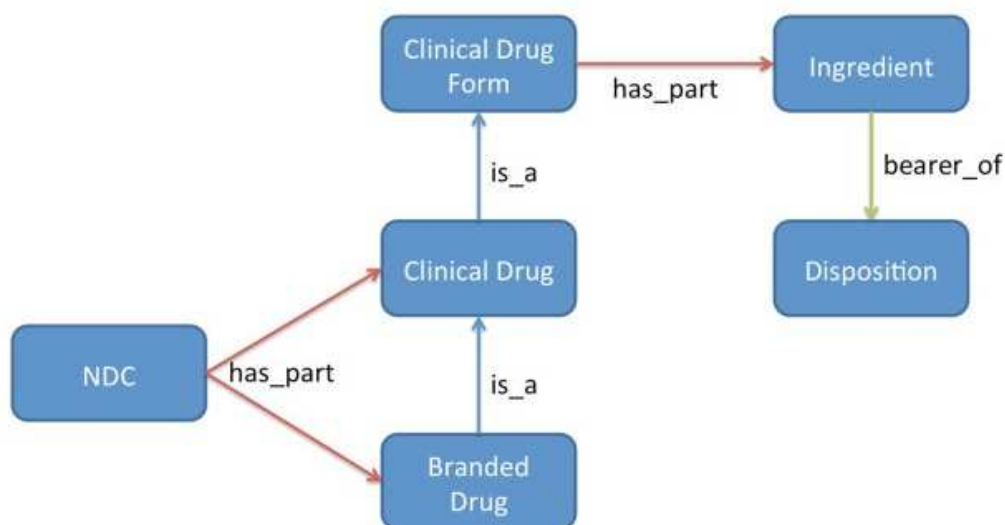 Clinical Drug
Form
has_part
Ingredient
is_a
bearer_of
Clinical Drug
Disposition
NDC
has_part
is_a
Branded
Drug